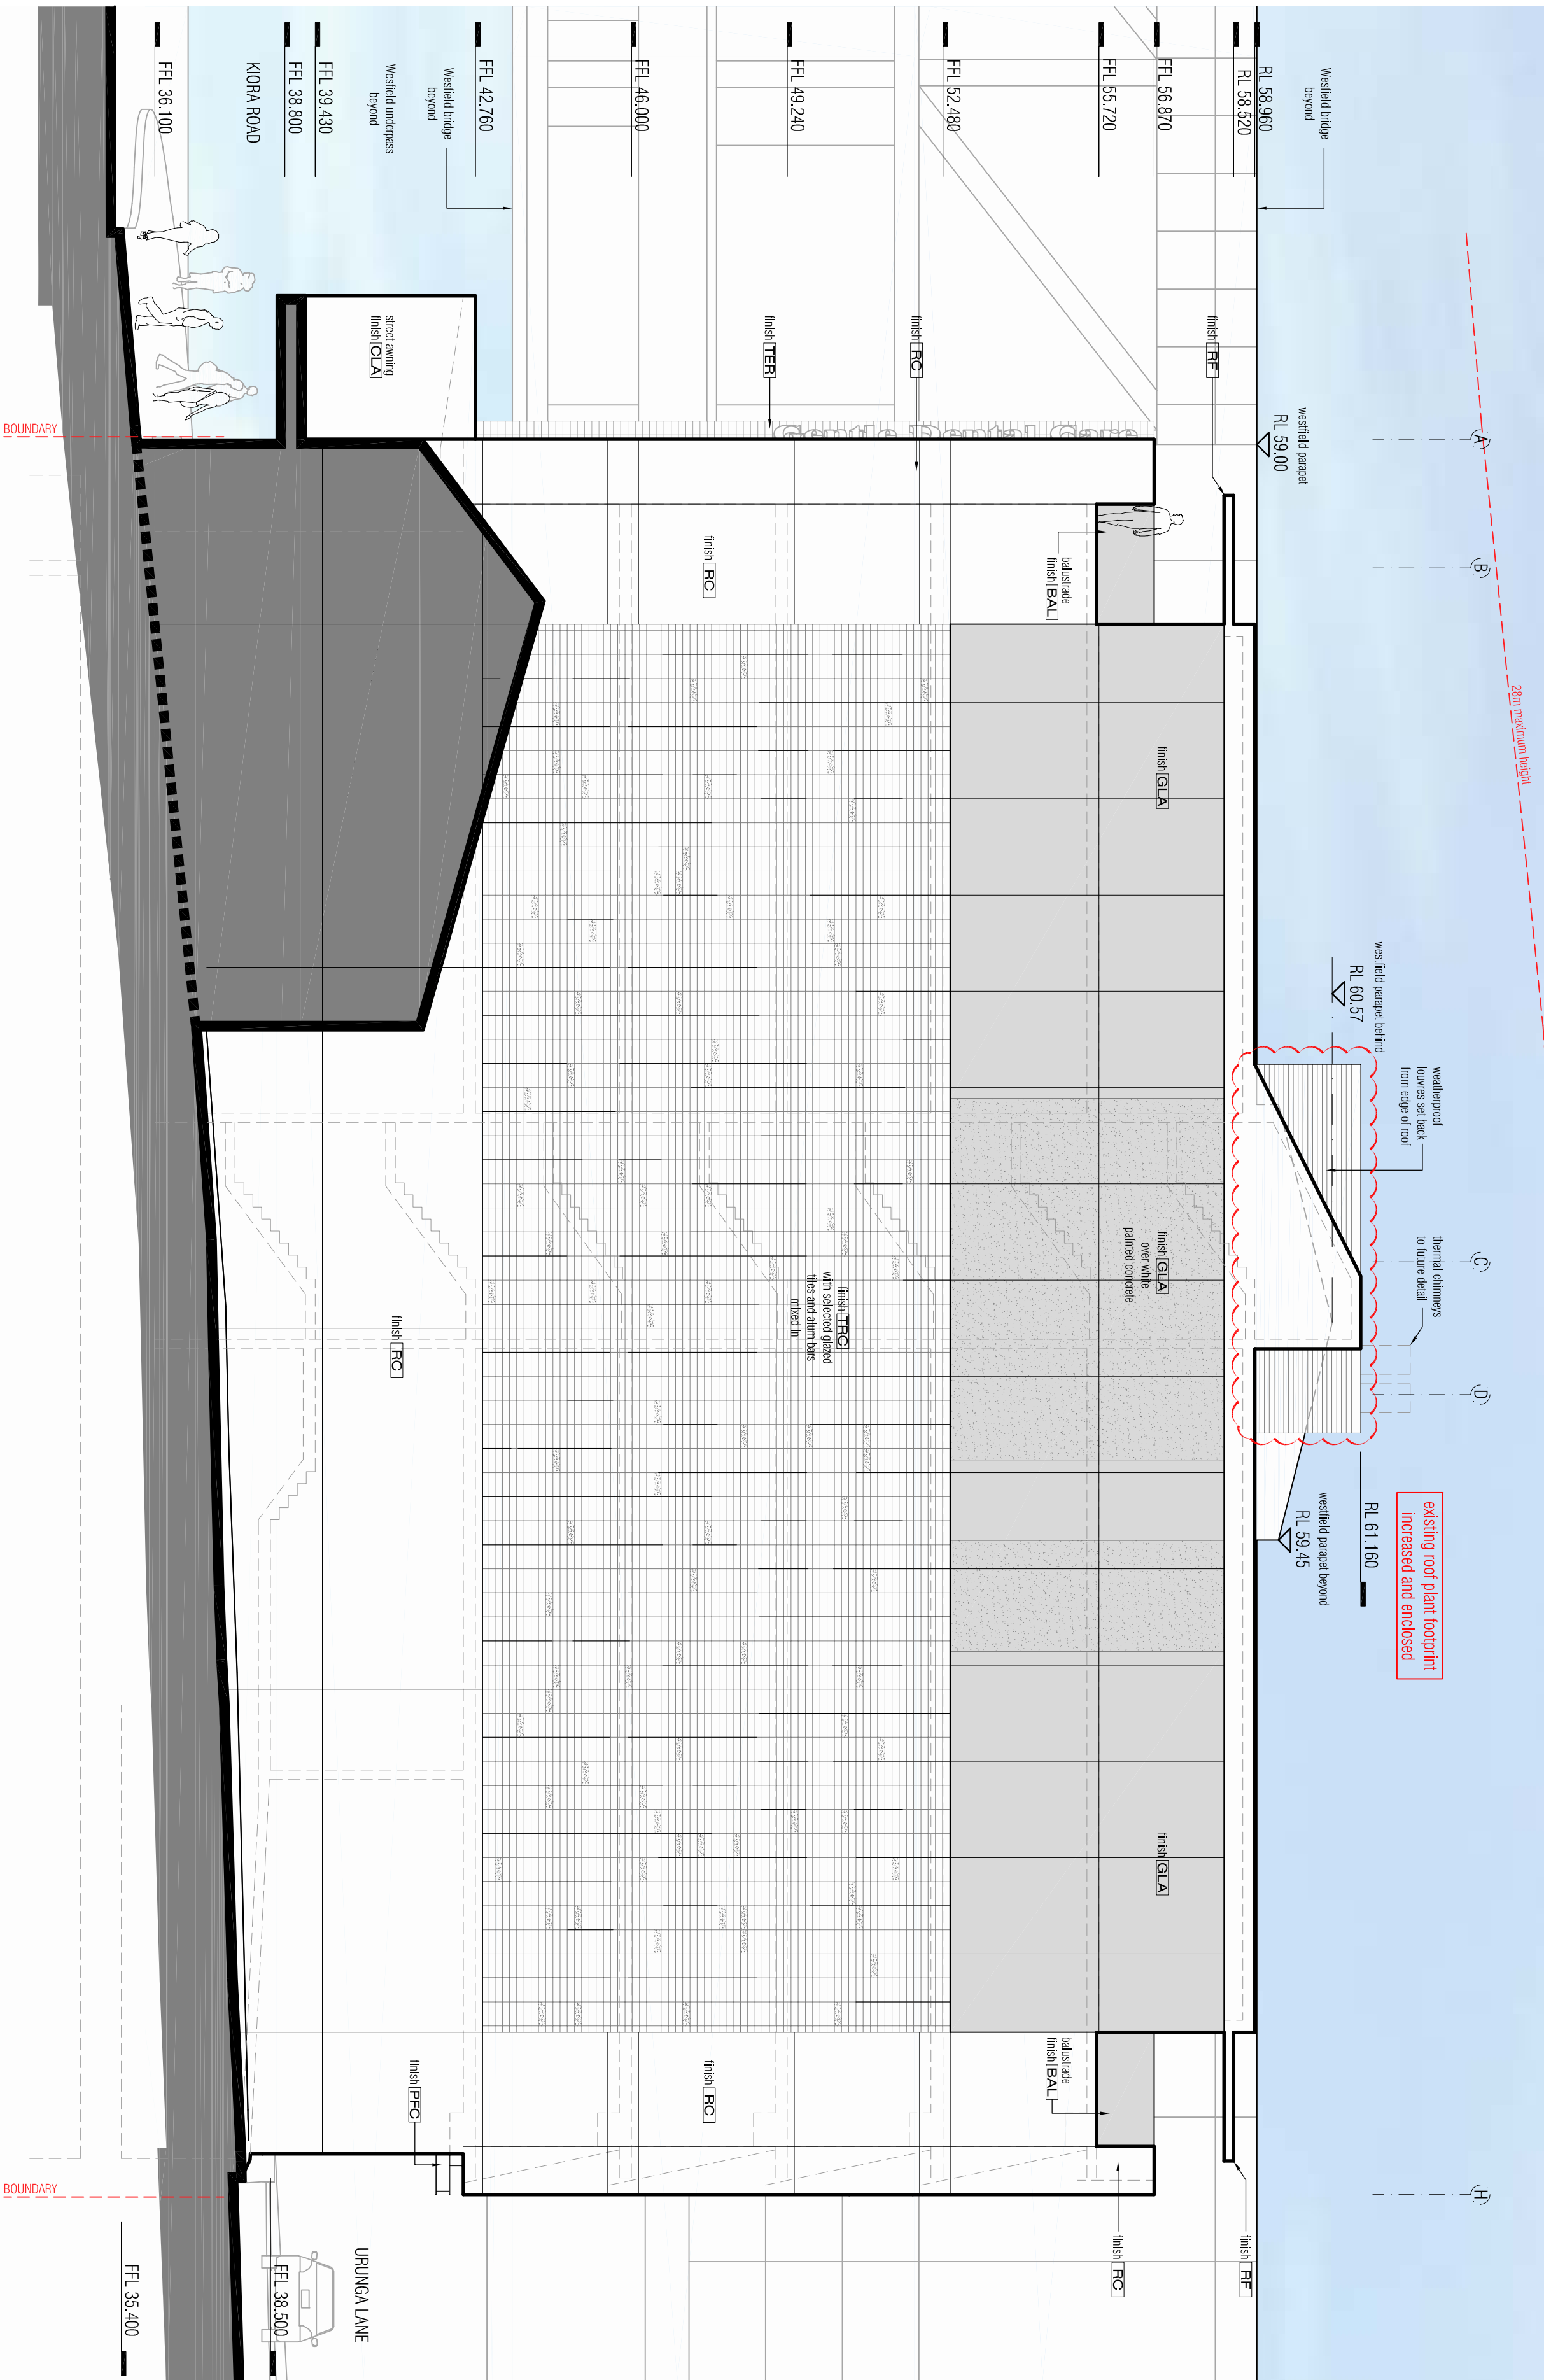 28m maximum height
A
B
C
D
H
Westfield bridge
beyond
RL 58.960
RL 58.520
FFL 56.870
FFL 55.720
FFL 52.480
FFL 49.240
FFL 46.000
FFL 42.760
Westfield bridge
beyond
Westfield underpass
beyond
FFL 39.430
FFL 38.800
KIORA ROAD
FFL 36.100
finish RF
finish RC
finish TER
street awning
finish CLA
Gentle Dental Care
westfield parapet
RL 59.00
balustrade
finish BAL
finish RC
BOUNDARY
finish GLA
westfield parapet behind
RL 60.57
weatherproof
louvres set back
from edge of roof
thermal chimneys
to future detail
finish GLA
over white
painted concrete
finish TRC
with selected glazed
tiles and alum bars
mixed in
finish RC
existing roof plant footprint
increased and enclosed
RL 61.160
westfield parapet beyond
RL 59.45
finish GLA
balustrade
finish BAL
finish RC
finish PFC
finish RF
finish RC
BOUNDARY
URUNGA LANE
FFL 38.500
FFL 35.400